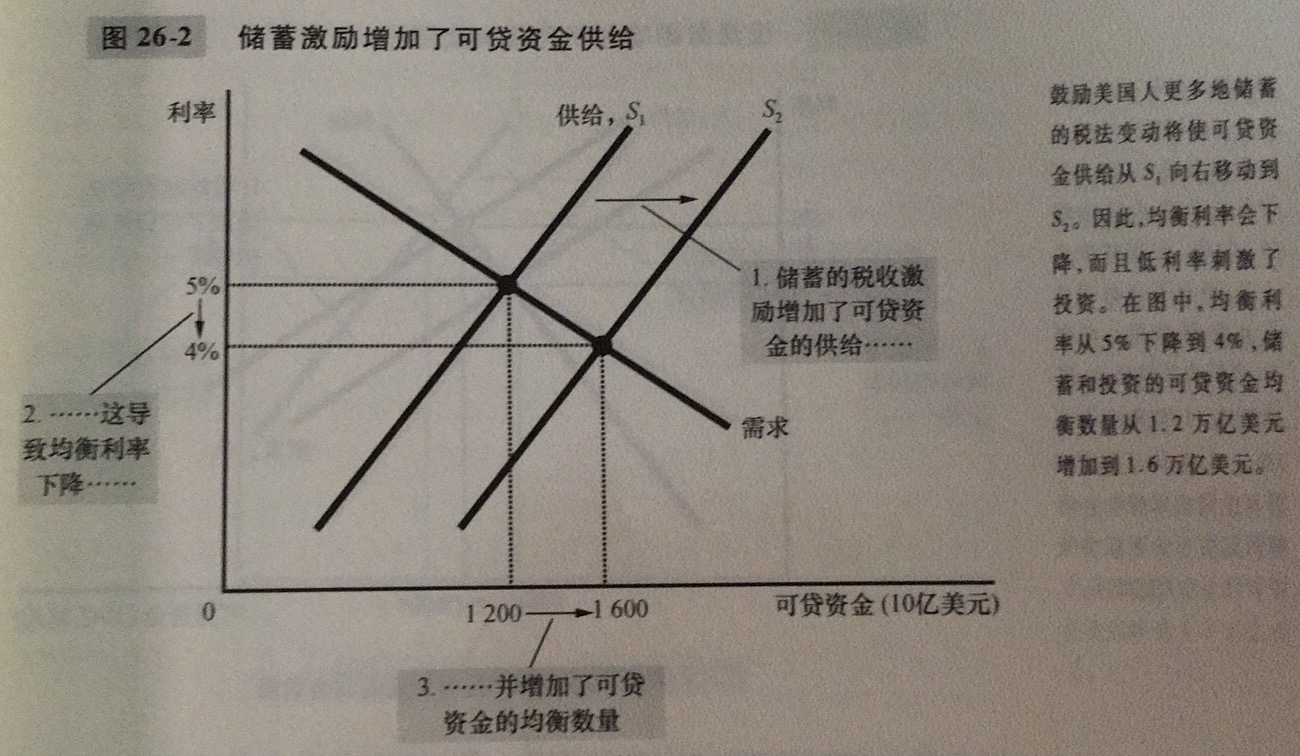 图 26-2 储蓄激励增加了可贷资金供给
利率
供给，S₁
S₂
5%
4%
1. 储蓄的税收激
励增加了可贷资
金的供给……
2. ……这导
致均衡利率
下降……
需求
0
1 200
1 600
可贷资金 (10亿美元)
3. ……并增加了可贷
资金的均衡数量
鼓励美国人更多地储蓄
的税法变动将使可贷资
金供给从 S₁ 向右移动到
S₂。因此，均衡利率会下
降，而且低利率刺激了
投资。在图中，均衡利
率从5%下降到4%，储
蓄和投资的可贷资金均
衡数量从1.2万亿美元
增加到1.6万亿美元。